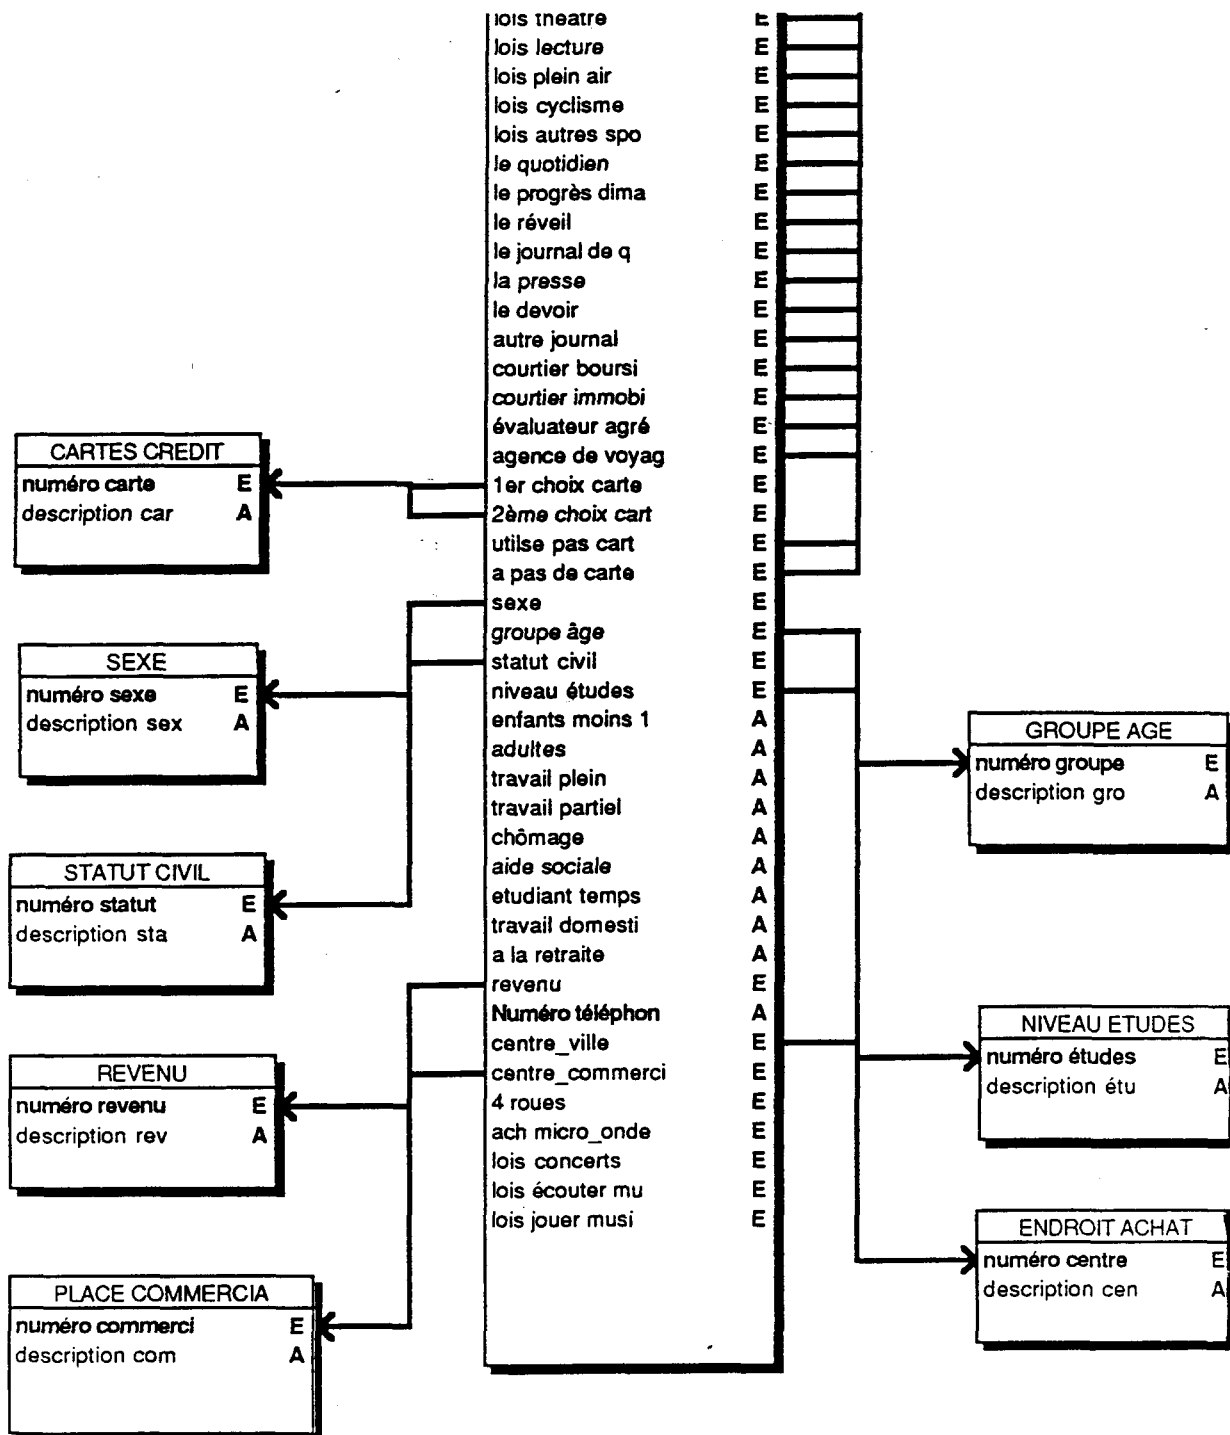 lois theatre E
lois lecture E
lois plein air E
lois cyclisme E
lois autres spo E
le quotidien E
le progrès dima E
le réveil E
le journal de q E
la presse E
le devoir E
autre journal E
courtier boursi E
courtier immobi E
évaluateur agré E
agence de voyag E
1er choix carte E
2ème choix cart E
utilse pas cart E
a pas de carte E
sexe E
groupe âge E
statut civil E
niveau études E
enfants moins 1 A
adultes A
travail plein A
travail partiel A
chômage A
aide sociale A
etudiant temps A
travail domesti A
a la retraite A
revenu E
Numéro téléphon A
centre_ville E
centre_commerci E
4 roues E
ach micro_onde E
lois concerts E
lois écouter mu E
lois jouer musi E
CARTES CREDIT
numéro carte E
description car A
SEXE
numéro sexe E
description sex A
STATUT CIVIL
numéro statut E
description sta A
REVENU
numéro revenu E
description rev A
PLACE COMMERCIA
numéro commerci E
description com A
GROUPE AGE
numéro groupe E
description gro A
NIVEAU ETUDES
numéro études E
description étu A
ENDROIT ACHAT
numéro centre E
description cen A